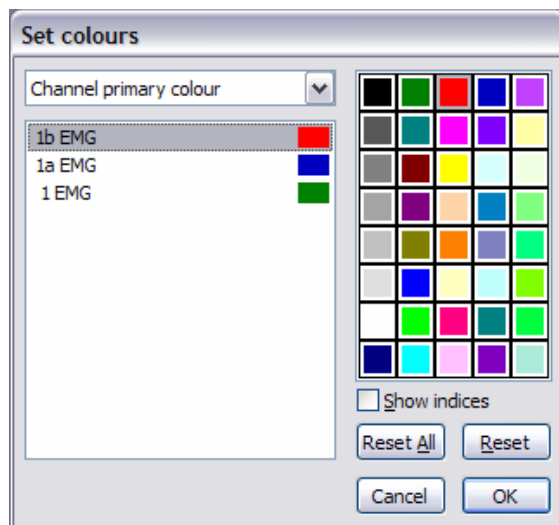 Set colours
Channel primary colour
1b EMG
1a EMG
1 EMG
Show indices
Reset All Reset
Cancel OK